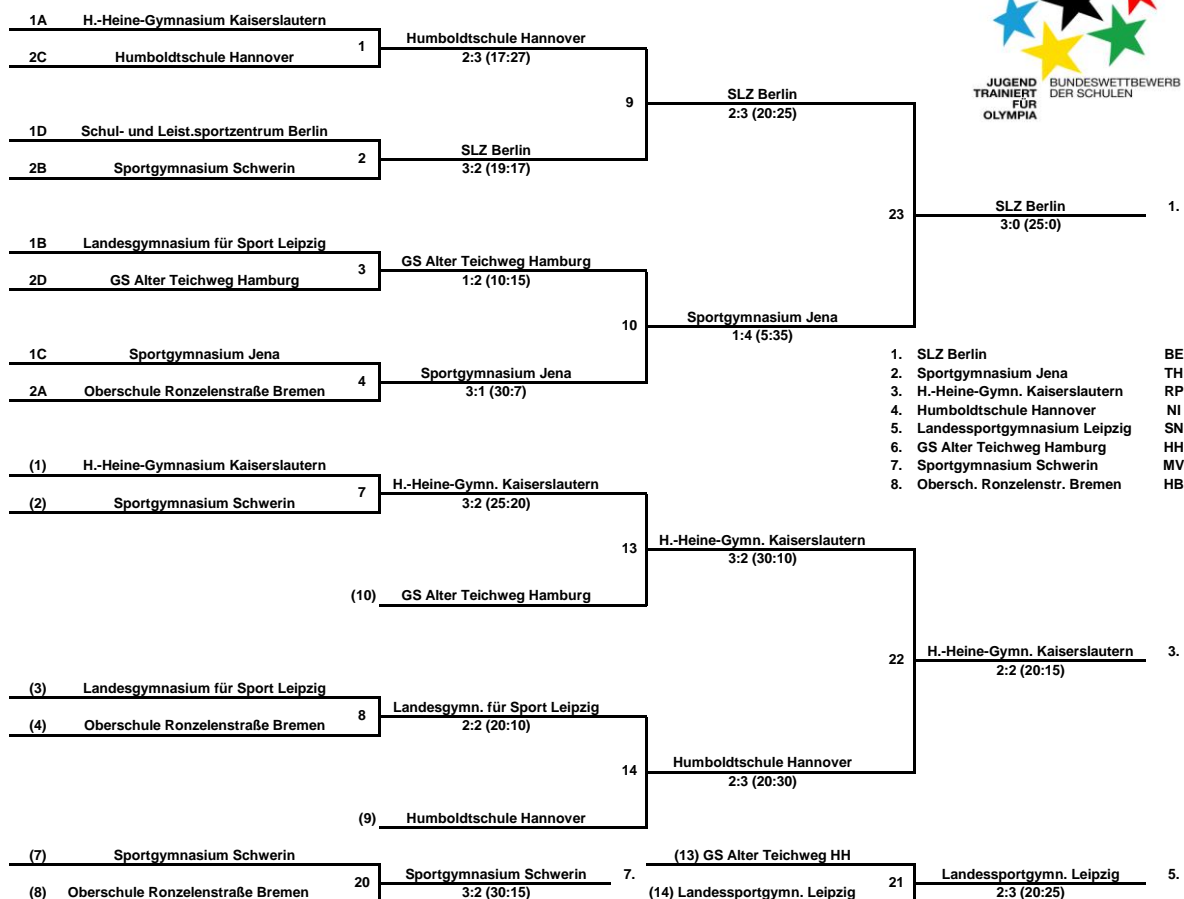 1A H.-Heine-Gymnasium Kaiserslautern
1 Humboldtschule Hannover
2C Humboldtschule Hannover
2:3 (17:27)
JUGEND TRAINIERT FÜR OLYMPIA
BUNDESWETTBEWERB DER SCHULEN
9 SLZ Berlin
2:3 (20:25)
1D Schul- und Leist.sportzentrum Berlin
2 SLZ Berlin
2B Sportgymnasium Schwerin
3:2 (19:17)
23 SLZ Berlin 1.
3:0 (25:0)
1B Landesgymnasium für Sport Leipzig
3 GS Alter Teichweg Hamburg
2D GS Alter Teichweg Hamburg
1:2 (10:15)
10 Sportgymnasium Jena
1:4 (5:35)
1C Sportgymnasium Jena
4 Sportgymnasium Jena
2A Oberschule Ronzelenstraße Bremen
3:1 (30:7)
1. SLZ Berlin BE
2. Sportgymnasium Jena TH
3. H.-Heine-Gymn. Kaiserslautern RP
4. Humboldtschule Hannover NI
5. Landessportgymnasium Leipzig SN
6. GS Alter Teichweg Hamburg HH
7. Sportgymnasium Schwerin MV
8. Obersch. Ronzelenstr. Bremen HB
(1) H.-Heine-Gymnasium Kaiserslautern
7 H.-Heine-Gymn. Kaiserslautern
(2) Sportgymnasium Schwerin
3:2 (25:20)
13 H.-Heine-Gymn. Kaiserslautern
3:2 (30:10)
(10) GS Alter Teichweg Hamburg
22 H.-Heine-Gymn. Kaiserslautern 3.
2:2 (20:15)
(3) Landesgymnasium für Sport Leipzig
8 Landesgymn. für Sport Leipzig
(4) Oberschule Ronzelenstraße Bremen
2:2 (20:10)
14 Humboldtschule Hannover
2:3 (20:30)
(9) Humboldtschule Hannover
(7) Sportgymnasium Schwerin
20 Sportgymnasium Schwerin 7.
(8) Oberschule Ronzelenstraße Bremen
3:2 (30:15)
(13) GS Alter Teichweg HH
21 Landessportgymn. Leipzig 5.
(14) Landessportgymn. Leipzig
2:3 (20:25)